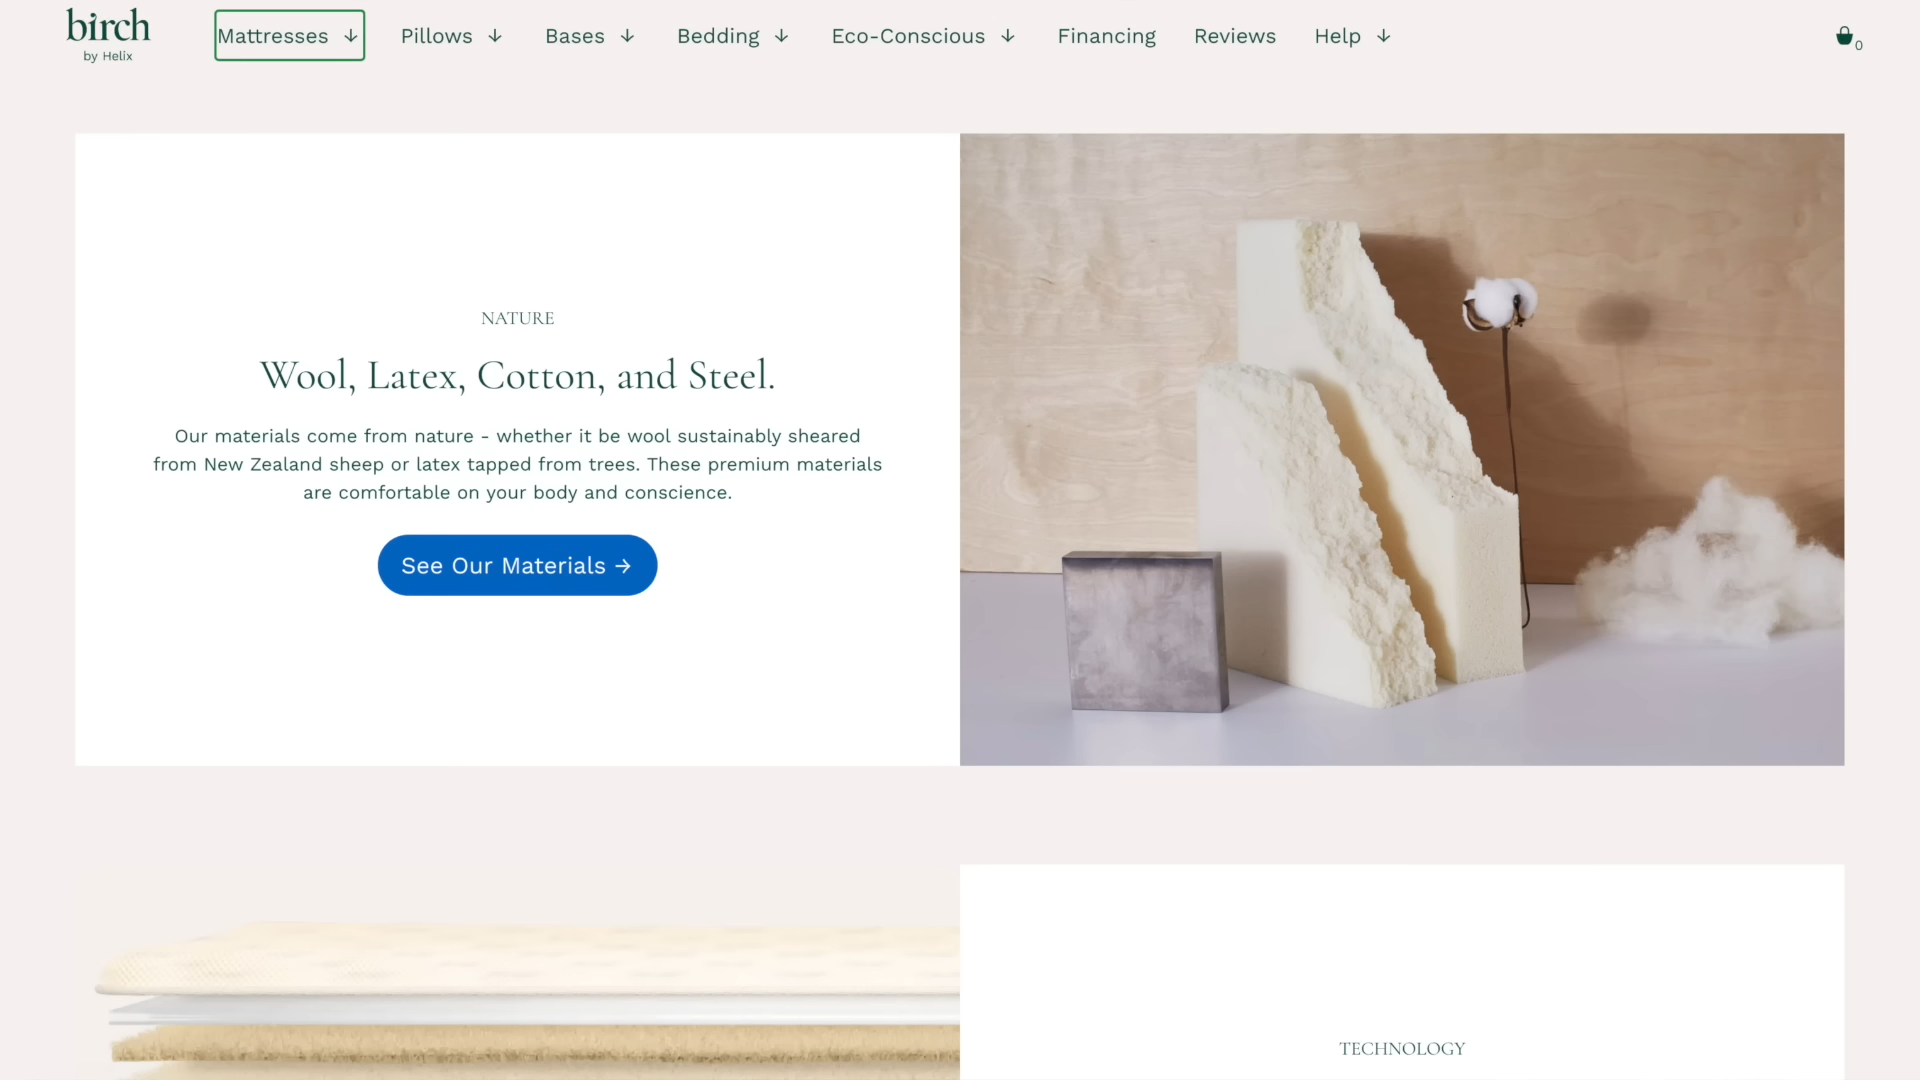 birch
by Helix
Mattresses ↓
Pillows ↓
Bases ↓
Bedding ↓
Eco-Conscious ↓
Financing
Reviews
Help ↓
0
NATURE
Wool, Latex, Cotton, and Steel.
Our materials come from nature - whether it be wool sustainably sheared
from New Zealand sheep or latex tapped from trees. These premium materials
are comfortable on your body and conscience.
See Our Materials →
TECHNOLOGY